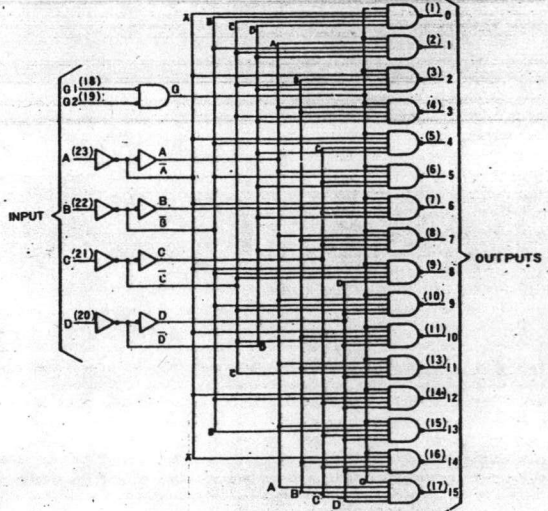 A̅ B̅ C̅ D̅ (1) 0
A (2) 1
B (3) 2
G1 (18) G
G2 (19)
(4) 3
C (5) 4
A (23) A
A̅
(6) 5
B (22) B
B̅
(7) 6
INPUT
(8) 7
OUTPUTS
C (21) C
C̅
(9) 8
D (10) 9
D (20) D
D̅
(11) 10
D̅
C̅ (13) 11
(14) 12
B̅ (15) 13
A̅ (16) 14
A B C D G (17) 15